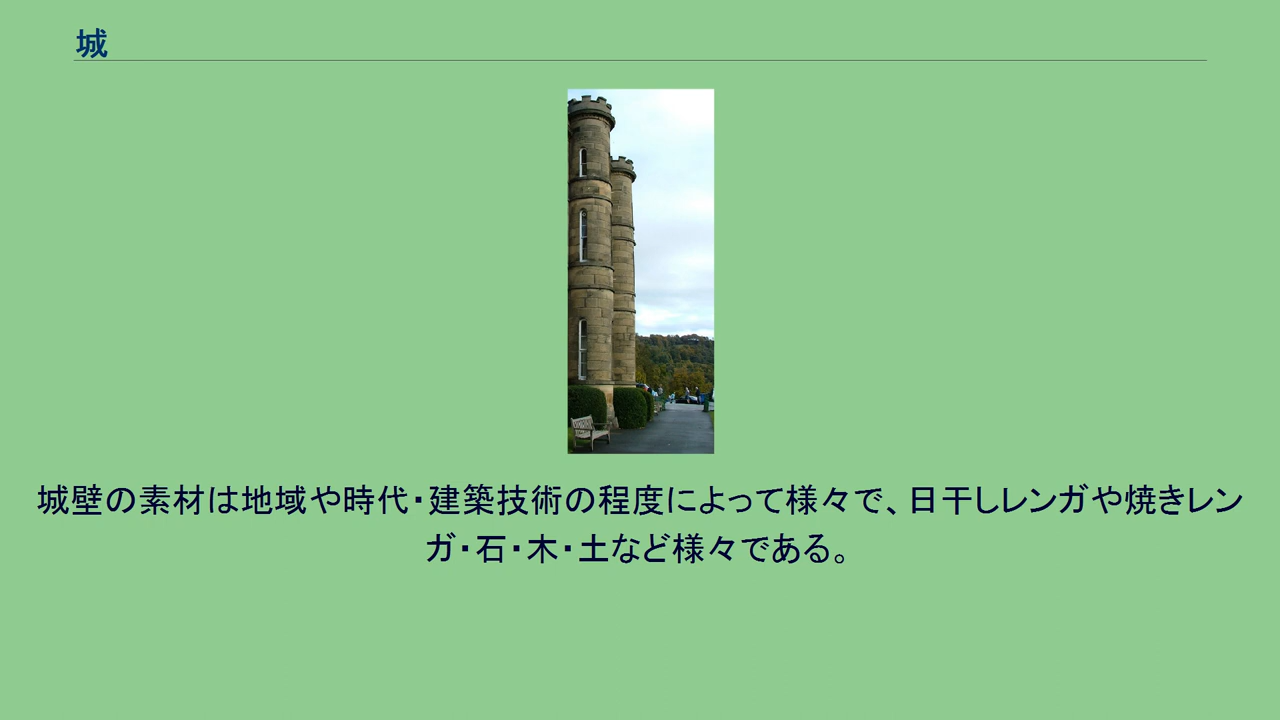 城
城壁の素材は地域や時代・建築技術の程度によって様々で、日干しレンガや焼きレン
ガ・石・木・土など様々である。